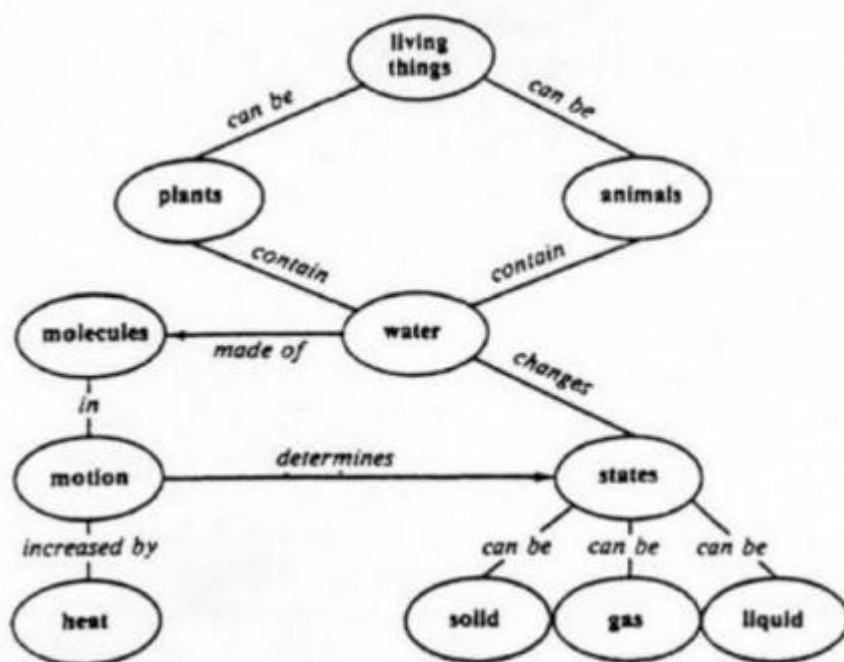 living
things
can be
can be
plants
animals
contain
contain
molecules
water
made of
changes
in
motion
determines
states
increased by
can be
can be
can be
heat
solid
gas
liquid